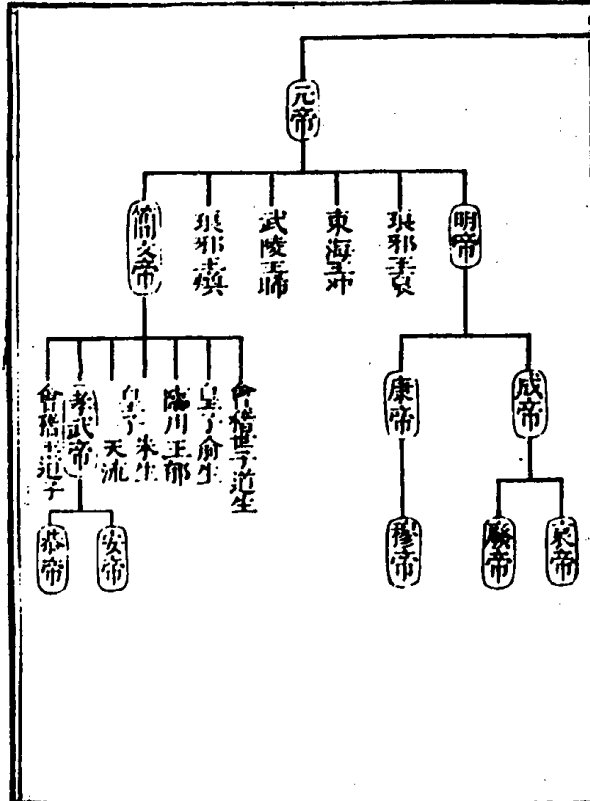 元帝
明帝
琅邪王裒
東海王沖
武陵王晞
琅邪王煥
簡文帝
成帝
康帝
會稽世子道生
皇子俞生
臨川王郁
皇子 朱生
天流
孝武帝
會稽王道子
哀帝
廢帝
穆帝
安帝
恭帝